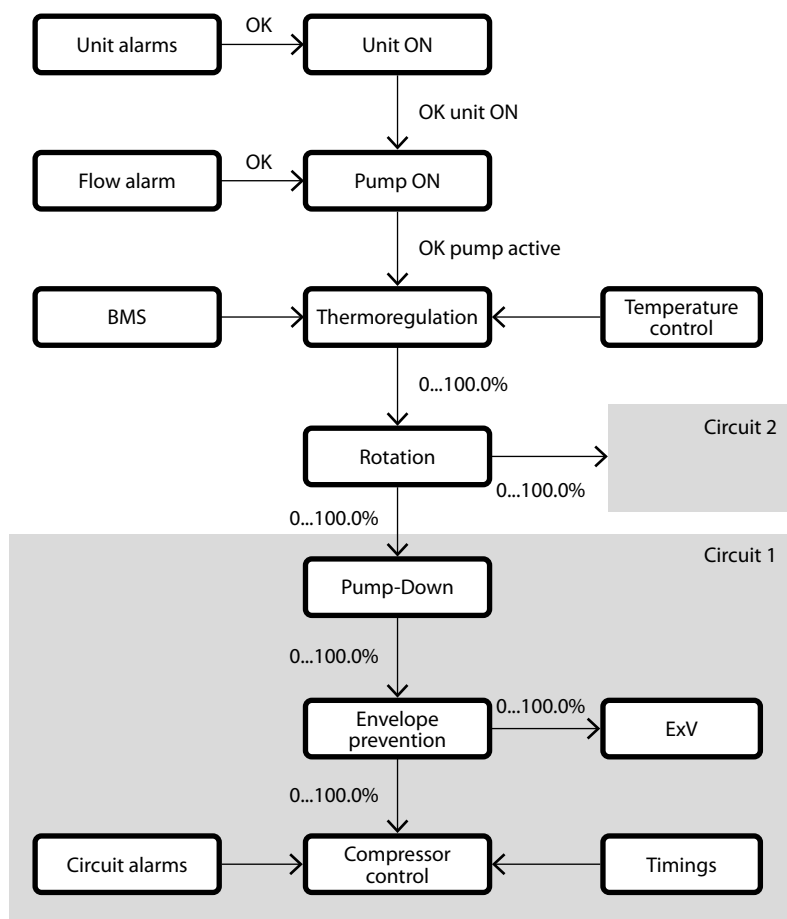 OK
Unit alarms
Unit ON
OK unit ON
OK
Flow alarm
Pump ON
OK pump active
BMS
Thermoregulation
Temperature
control
0...100.0%
Circuit 2
Rotation
0...100.0%
0...100.0%
Circuit 1
Pump-Down
0...100.0%
0...100.0%
Envelope
prevention
ExV
0...100.0%
Circuit alarms
Compressor
control
Timings